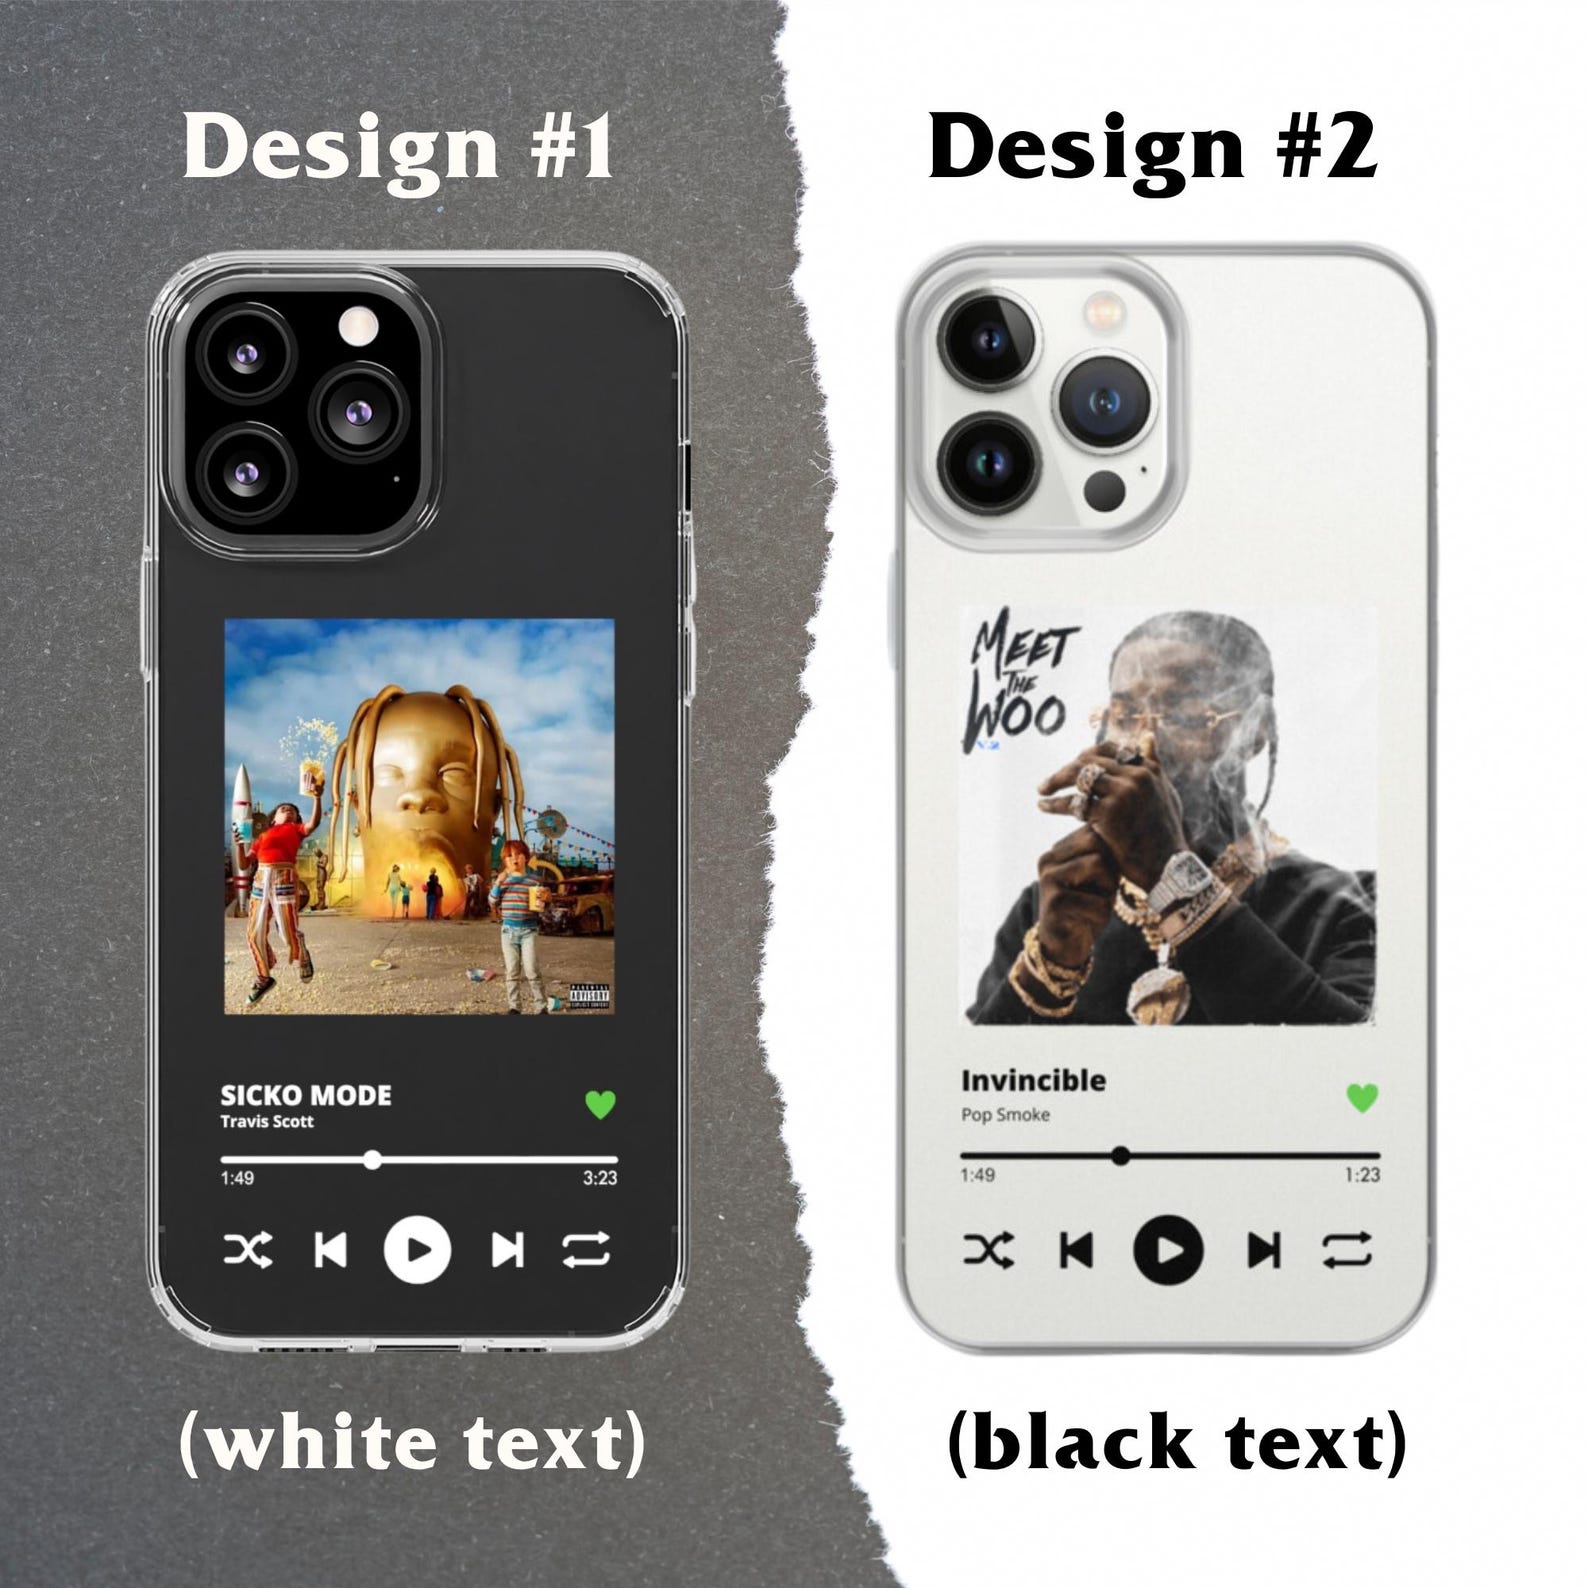 Design #1
SICKO MODE
Travis Scott
1:49 3:23
PARENTAL
ADVISORY
EXPLICIT CONTENT
(white text)
Design #2
MEET
THE
WOO
V.2
Invincible
Pop Smoke
1:49 1:23
(black text)